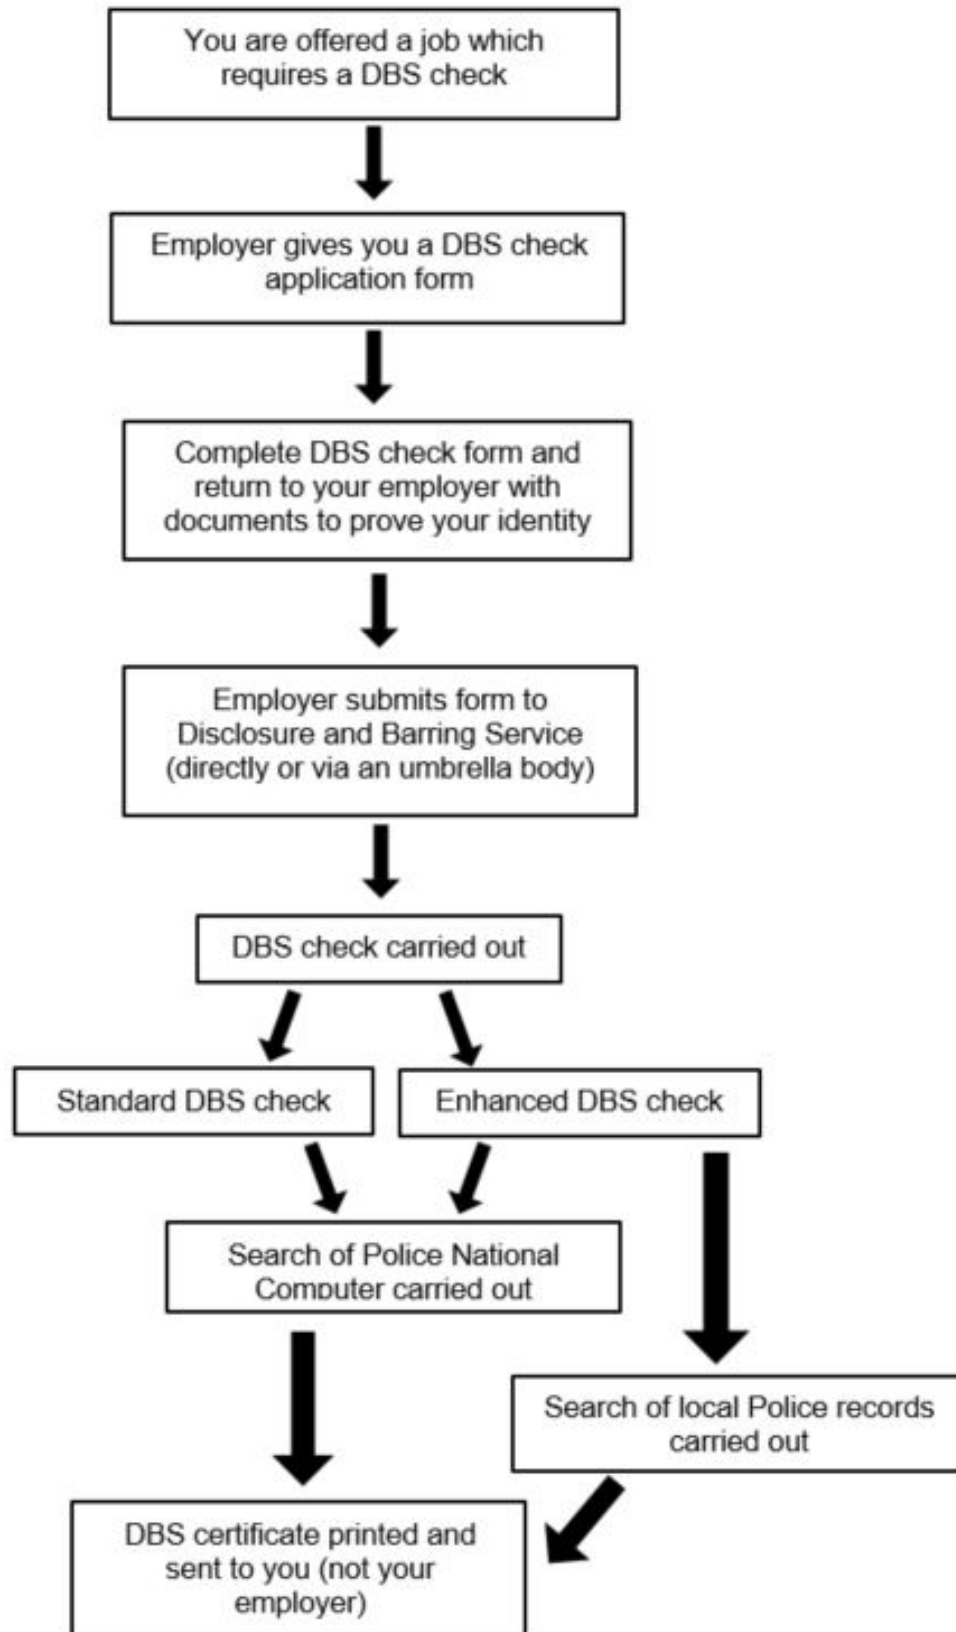 You are offered a job which
requires a DBS check
Employer gives you a DBS check
application form
Complete DBS check form and
return to your employer with
documents to prove your identity
Employer submits form to
Disclosure and Barring Service
(directly or via an umbrella body)
DBS check carried out
Standard DBS check
Enhanced DBS check
Search of Police National
Computer carried out
Search of local Police records
carried out
DBS certificate printed and
sent to you (not your
employer)